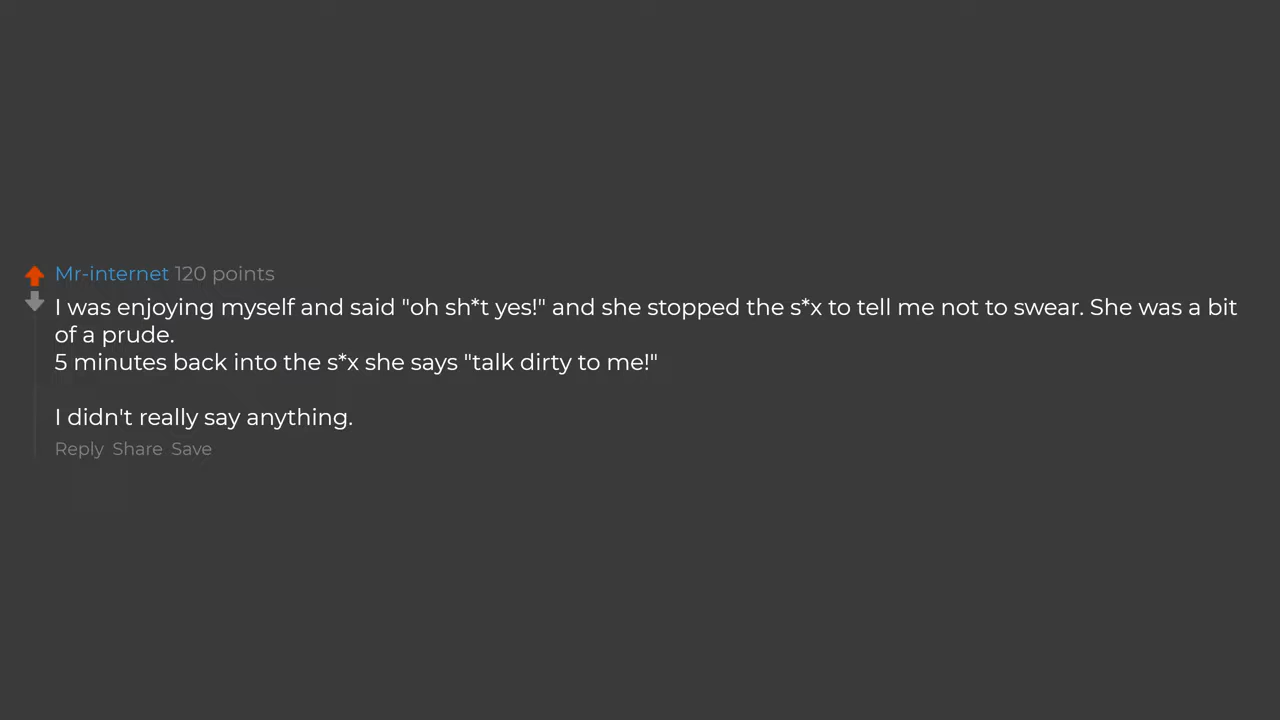 Mr-internet 120 points
I was enjoying myself and said "oh sh*t yes!" and she stopped the s*x to tell me not to swear. She was a bit
of a prude.
5 minutes back into the s*x she says "talk dirty to me!"
I didn't really say anything.
Reply Share Save